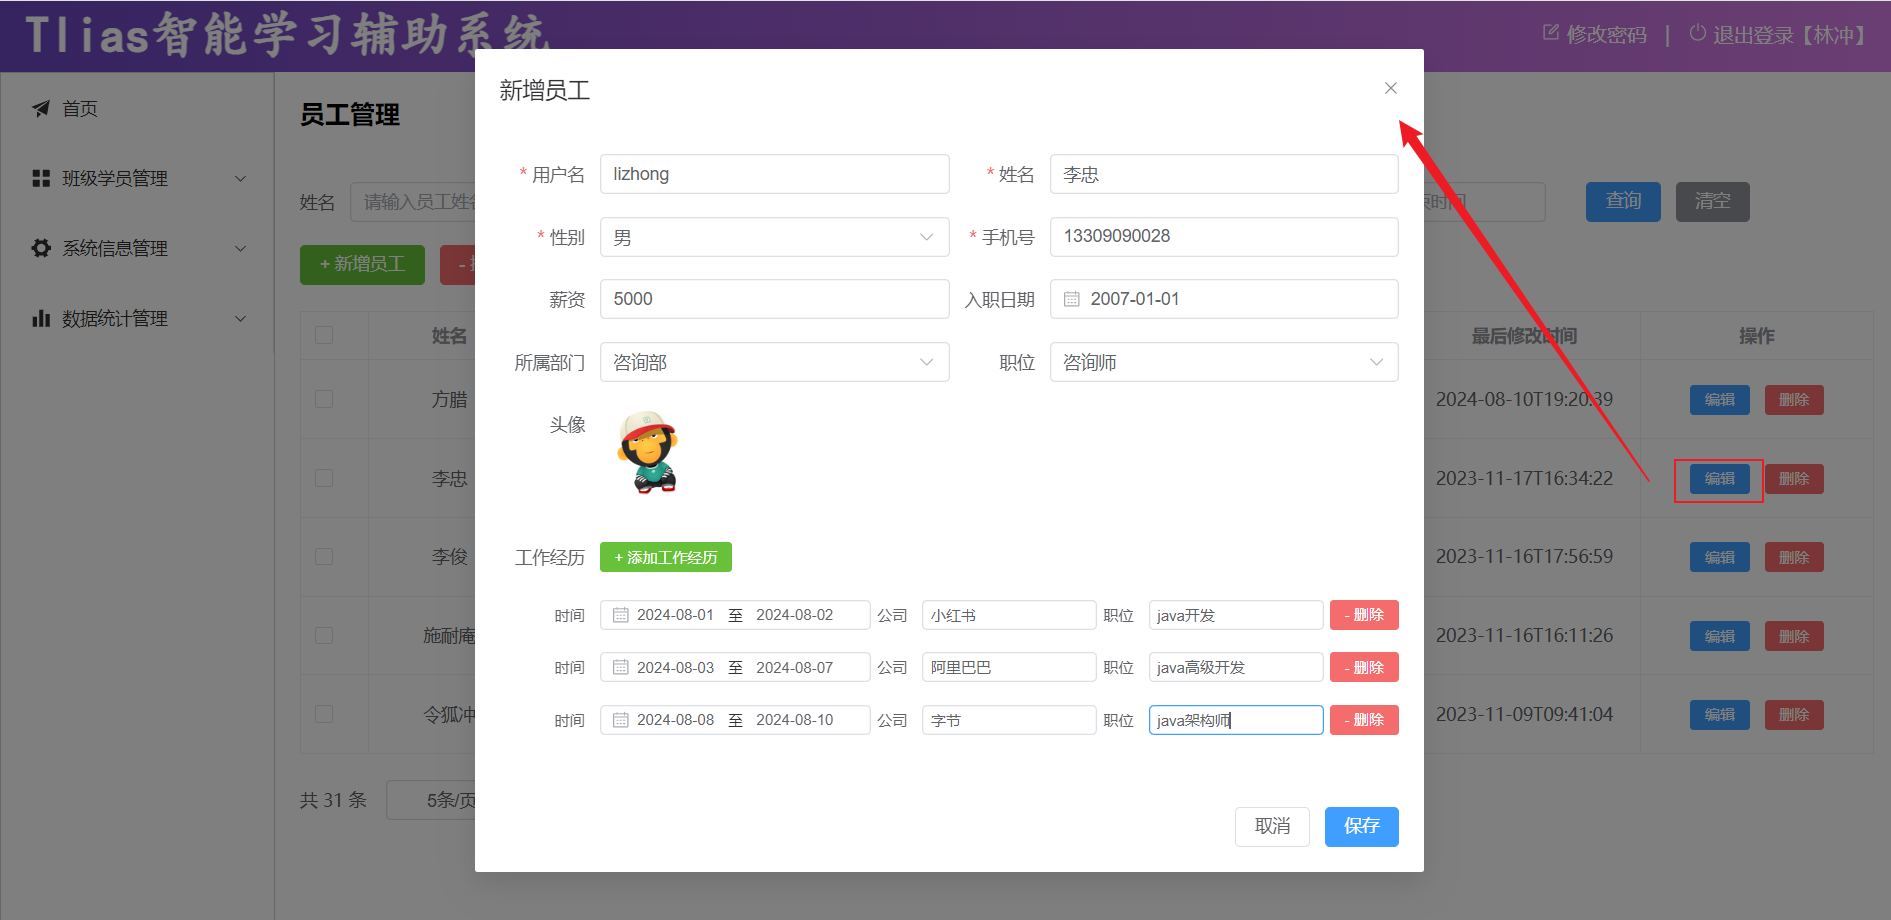 Tlias智能学习辅助系统
修改密码 | 退出登录【林冲】
首页
班级学员管理
系统信息管理
数据统计管理
员工管理
姓名 请输入员工姓名
时间 查询 清空
+ 新增员工 -
姓名 最后修改时间 操作
方腊 2024-08-10T19:20:39 编辑 删除
李忠 2023-11-17T16:34:22 编辑 删除
李俊 2023-11-16T17:56:59 编辑 删除
施耐庵 2023-11-16T16:11:26 编辑 删除
令狐冲 2023-11-09T09:41:04 编辑 删除
共 31 条 5条/页
新增员工
* 用户名 lizhong * 姓名 李忠
* 性别 男 * 手机号 13309090028
薪资 5000 入职日期 2007-01-01
所属部门 咨询部 职位 咨询师
头像
工作经历 + 添加工作经历
时间 2024-08-01 至 2024-08-02 公司 小红书 职位 java开发 - 删除
时间 2024-08-03 至 2024-08-07 公司 阿里巴巴 职位 java高级开发 - 删除
时间 2024-08-08 至 2024-08-10 公司 字节 职位 java架构师 - 删除
取消 保存